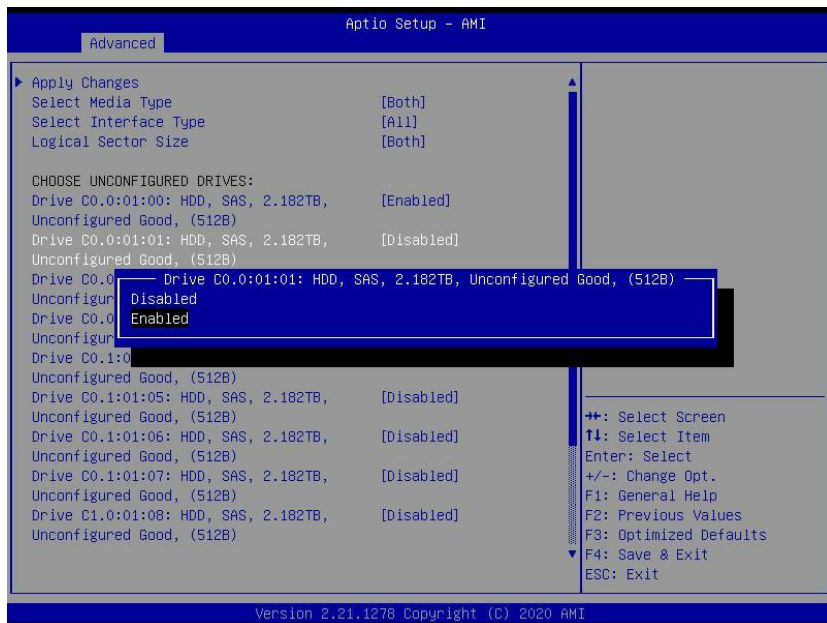 Aptio Setup – AMI
Advanced
Apply Changes
Select Media Type [Both]
Select Interface Type [All]
Logical Sector Size [Both]
CHOOSE UNCONFIGURED DRIVES:
Drive C0.0:01:00: HDD, SAS, 2.182TB, [Enabled]
Unconfigured Good, (512B)
Drive C0.0:01:01: HDD, SAS, 2.182TB, [Disabled]
Unconfigured Good, (512B)
Drive C0.0
Unconfigur
Drive C0.0
Unconfigur
Drive C0.1:0
Unconfigured Good, (512B)
Drive C0.1:01:05: HDD, SAS, 2.182TB, [Disabled]
Unconfigured Good, (512B)
Drive C0.1:01:06: HDD, SAS, 2.182TB, [Disabled]
Unconfigured Good, (512B)
Drive C0.1:01:07: HDD, SAS, 2.182TB, [Disabled]
Unconfigured Good, (512B)
Drive C1.0:01:08: HDD, SAS, 2.182TB, [Disabled]
Unconfigured Good, (512B)
Drive C0.0:01:01: HDD, SAS, 2.182TB, Unconfigured Good, (512B)
Disabled
Enabled
→←: Select Screen
↑↓: Select Item
Enter: Select
+/-: Change Opt.
F1: General Help
F2: Previous Values
F3: Optimized Defaults
F4: Save & Exit
ESC: Exit
Version 2.21.1278 Copyright (C) 2020 AMI